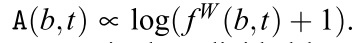 A(b,t) ∝ log(f^W(b,t) + 1).